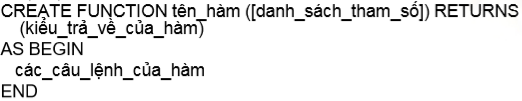 CREATE FUNCTION tên_hàm ([danh_sách_tham_số]) RETURNS
(kiểu_trả_về_của_hàm)
AS BEGIN
các_câu_lệnh_của_hàm
END